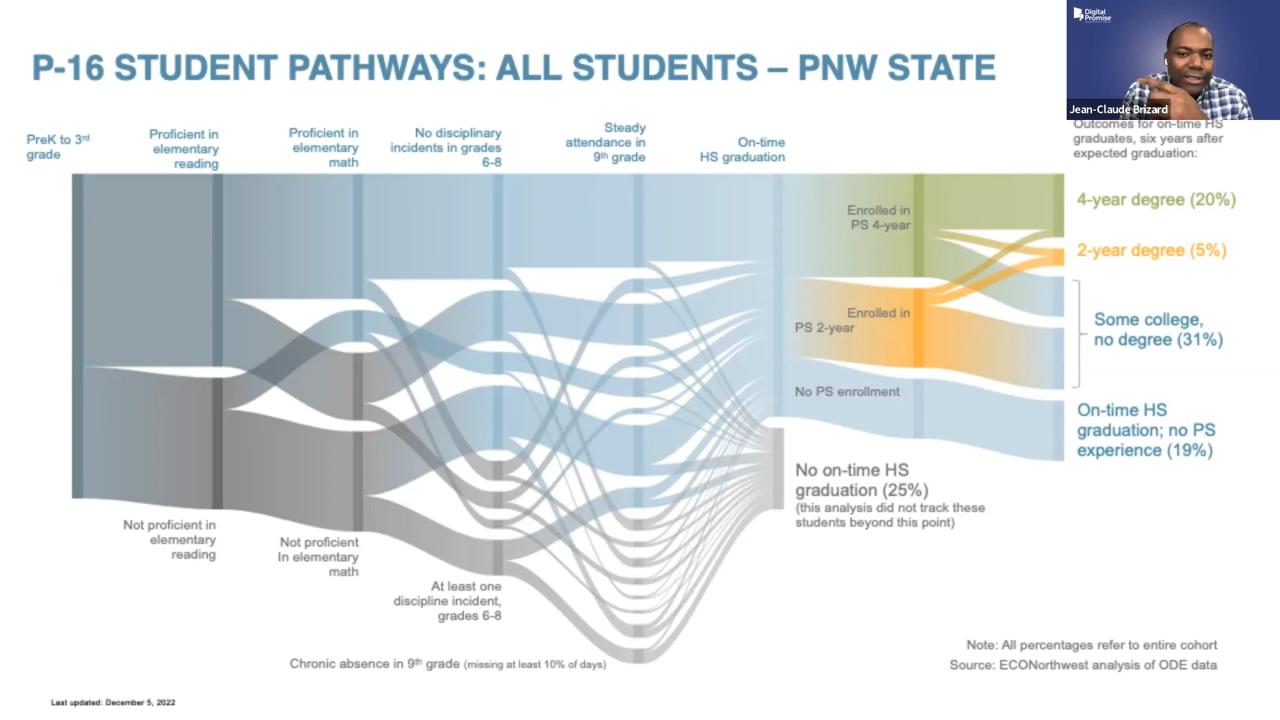 Digital
Promise
Jean-Claude Brizard
P-16 STUDENT PATHWAYS: ALL STUDENTS – PNW STATE
PreK to 3rd
grade
Proficient in
elementary
reading
Proficient in
elementary
math
No disciplinary
incidents in grades
6-8
Steady
attendance in
9th grade
On-time
HS graduation
Outcomes for on-time HS
graduates, six years after
expected graduation:
Enrolled in
PS 4-year
Enrolled in
PS 2-year
No PS enrollment
4-year degree (20%)
2-year degree (5%)
Some college,
no degree (31%)
On-time HS
graduation; no PS
experience (19%)
No on-time HS
graduation (25%)
(this analysis did not track these
students beyond this point)
Not proficient in
elementary
reading
Not proficient
In elementary
math
At least one
discipline incident,
grades 6-8
Chronic absence in 9th grade (missing at least 10% of days)
Note: All percentages refer to entire cohort
Source: ECONorthwest analysis of ODE data
Last updated: December 5, 2022